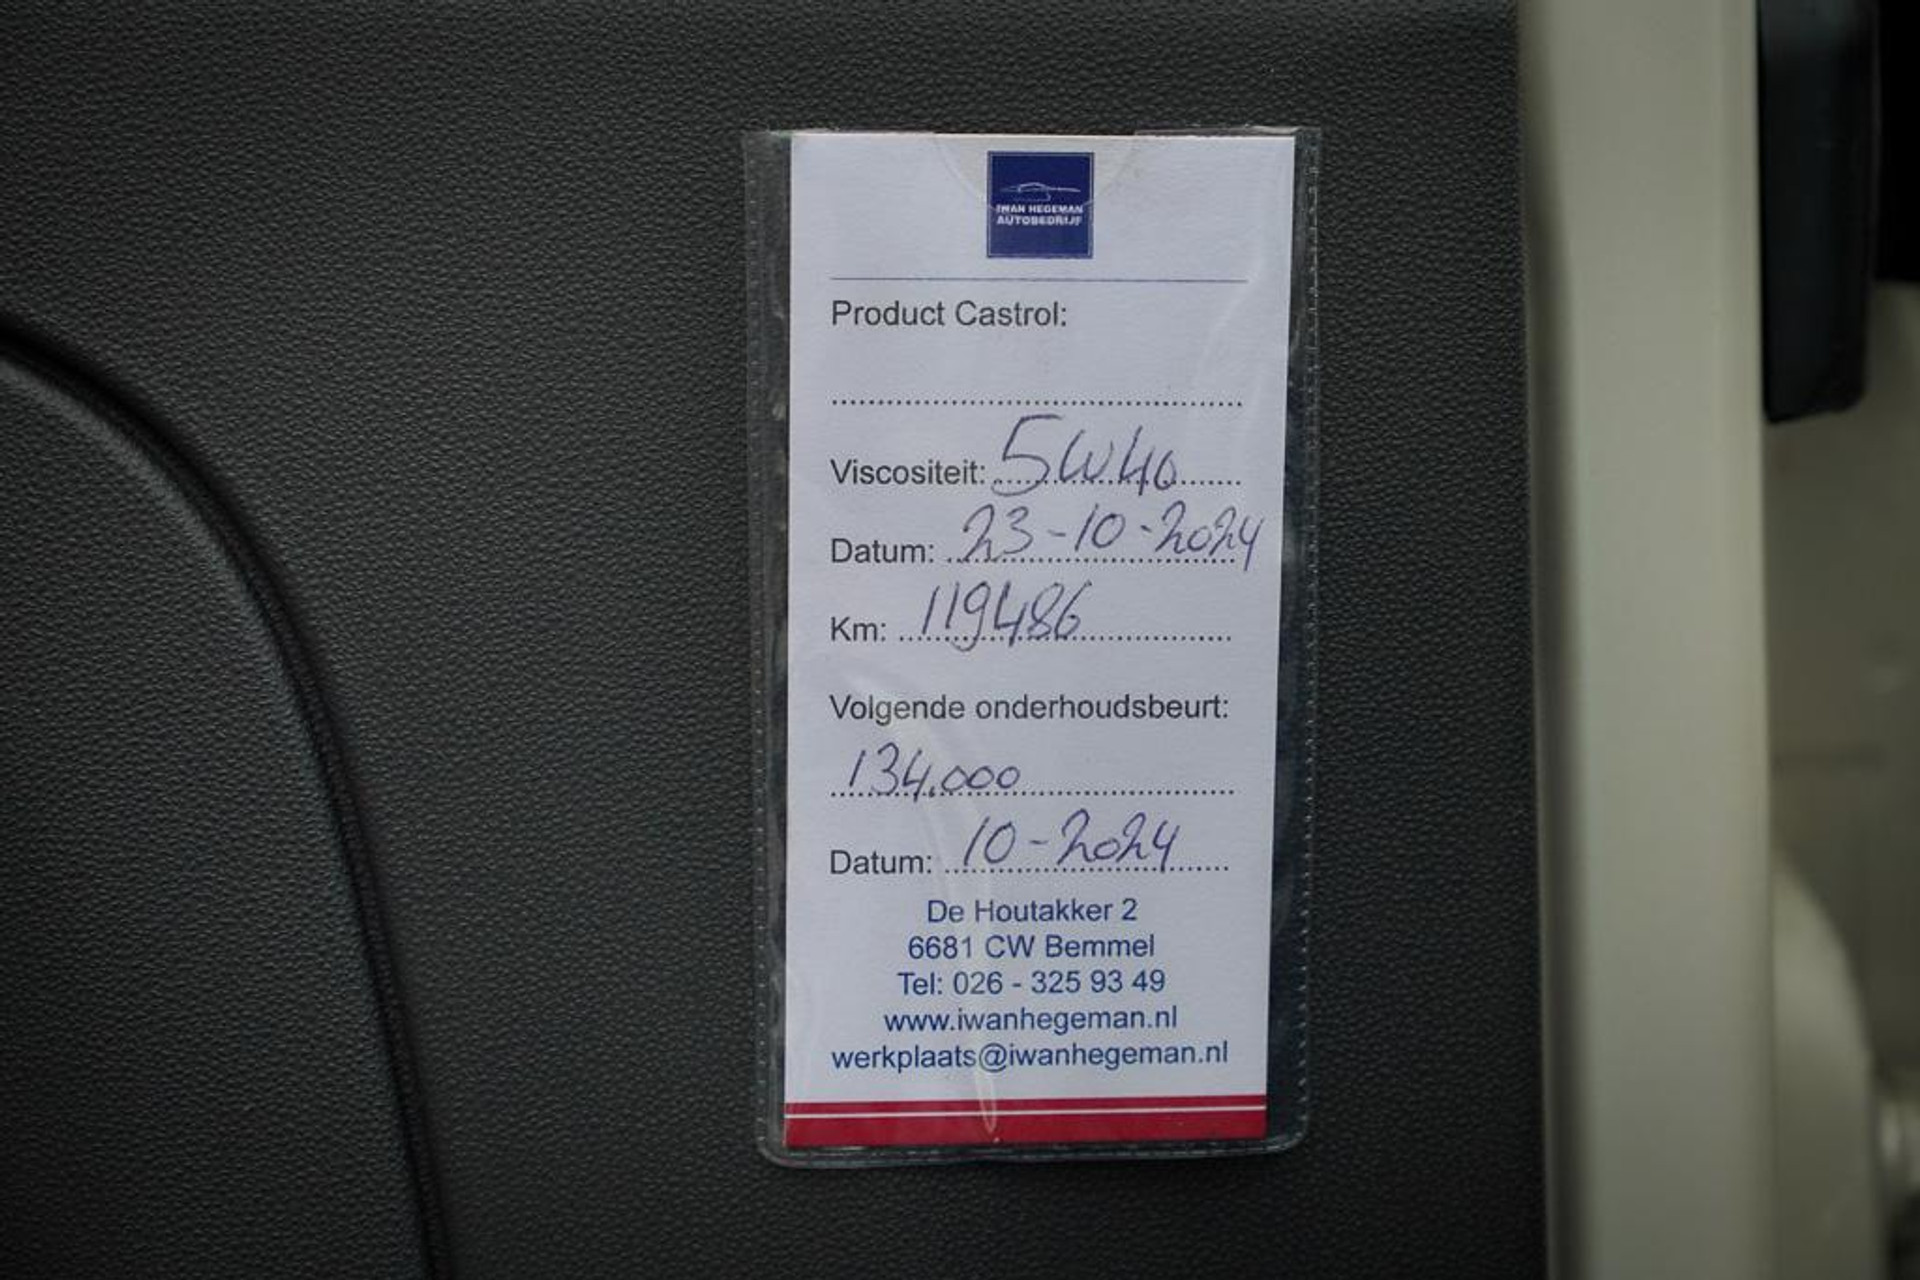 IWAN HEGEMAN
AUTOBEDRIJF
Product Castrol:
Viscositeit: 5W40
Datum: 23-10-2024
Km: 119486
Volgende onderhoudsbeurt:
134.000
Datum: 10-2024
De Houtakker 2
6681 CW Bemmel
Tel: 026 - 325 93 49
www.iwanhegeman.nl
werkplaats@iwanhegeman.nl